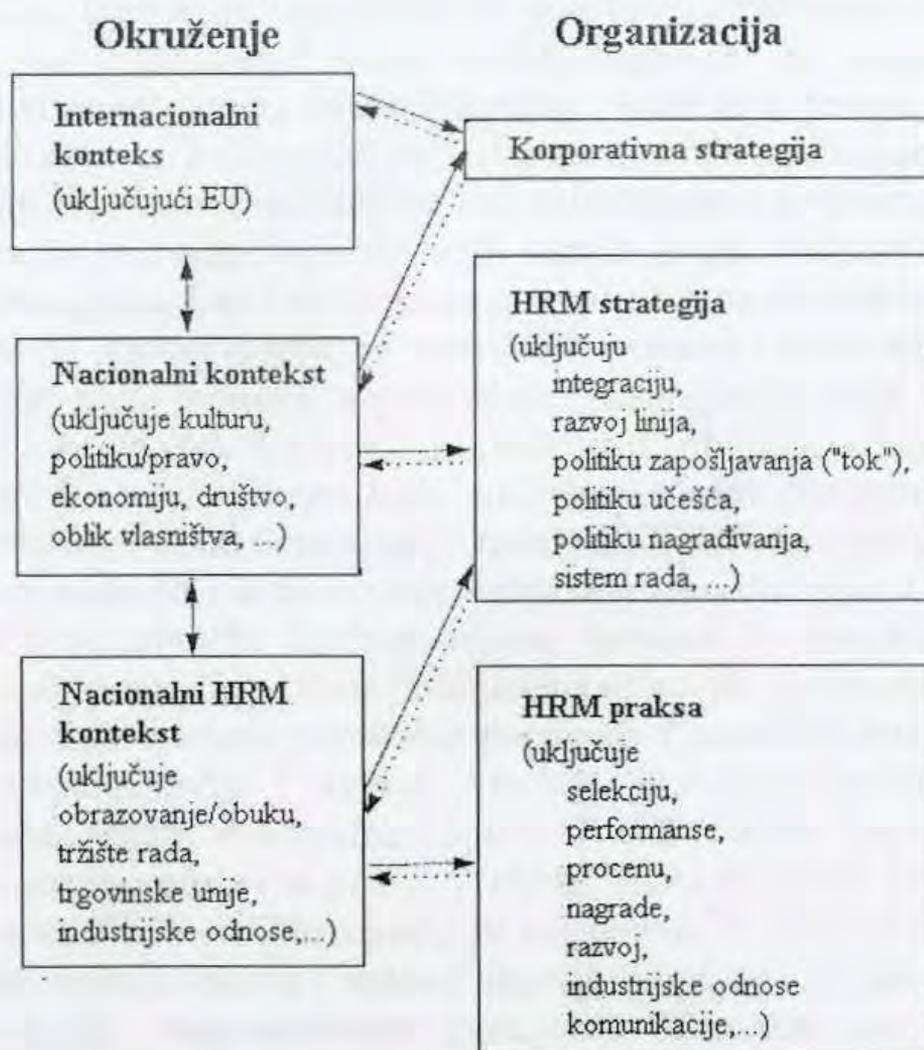 Okruženje
Internacionalni
konteks
(uključujući EU)
Nacionalni kontekst
(uključuje kulturu,
politiku/pravo,
ekonomiju, društvo,
oblik vlasništva, ...)
Nacionalni HRM
kontekst
(uključuje
obrazovanje/obuku,
tržište rada,
trgovinske unije,
industrijske odnose,...)
Organizacija
Korporativna strategija
HRM strategija
(uključuju
integraciju,
razvoj linija,
politiku zapošljavanja ("tok"),
politiku učešća,
politiku nagrađivanja,
sistem rada, ...)
HRM praksa
(uključuje
selekciju,
performanse,
procenu,
nagrade,
razvoj,
industrijske odnose
komunikacije,...)